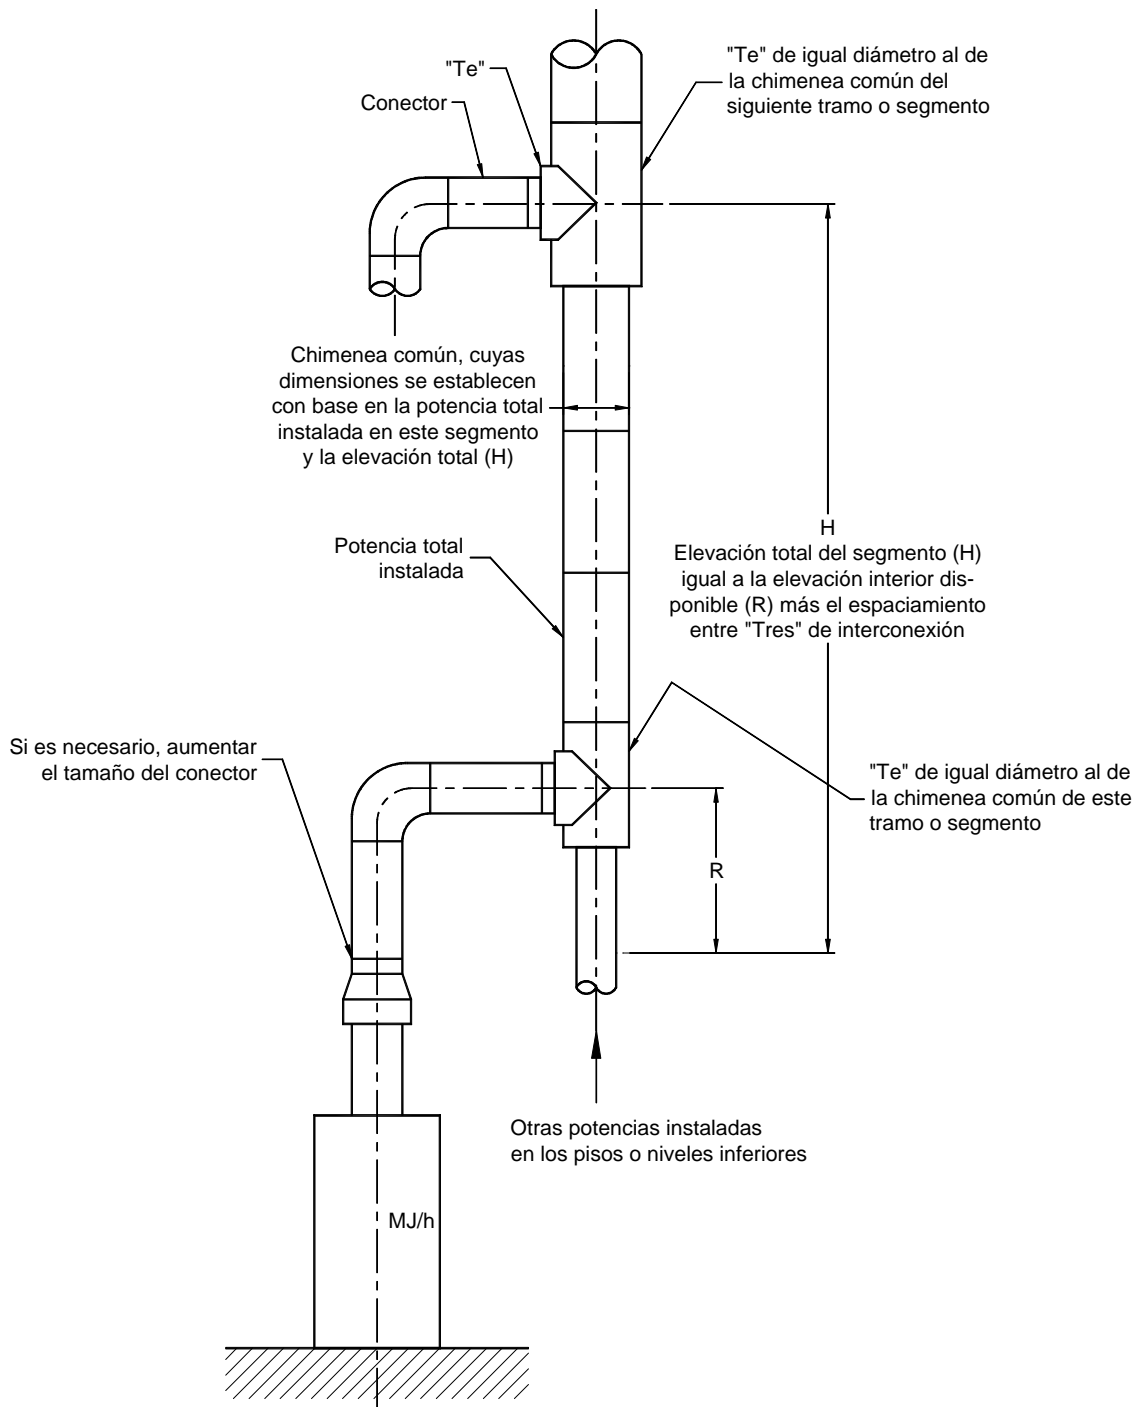 "Te"
Conector
"Te" de igual diámetro al de
la chimenea común del
siguiente tramo o segmento
Chimenea común, cuyas
dimensiones se establecen
con base en la potencia total
instalada en este segmento
y la elevación total (H)
H
Elevación total del segmento (H)
igual a la elevación interior dis-
ponible (R) más el espaciamiento
entre "Tres" de interconexión
Potencia total
instalada
Si es necesario, aumentar
el tamaño del conector
"Te" de igual diámetro al de
la chimenea común de este
tramo o segmento
R
Otras potencias instaladas
en los pisos o niveles inferiores
MJ/h